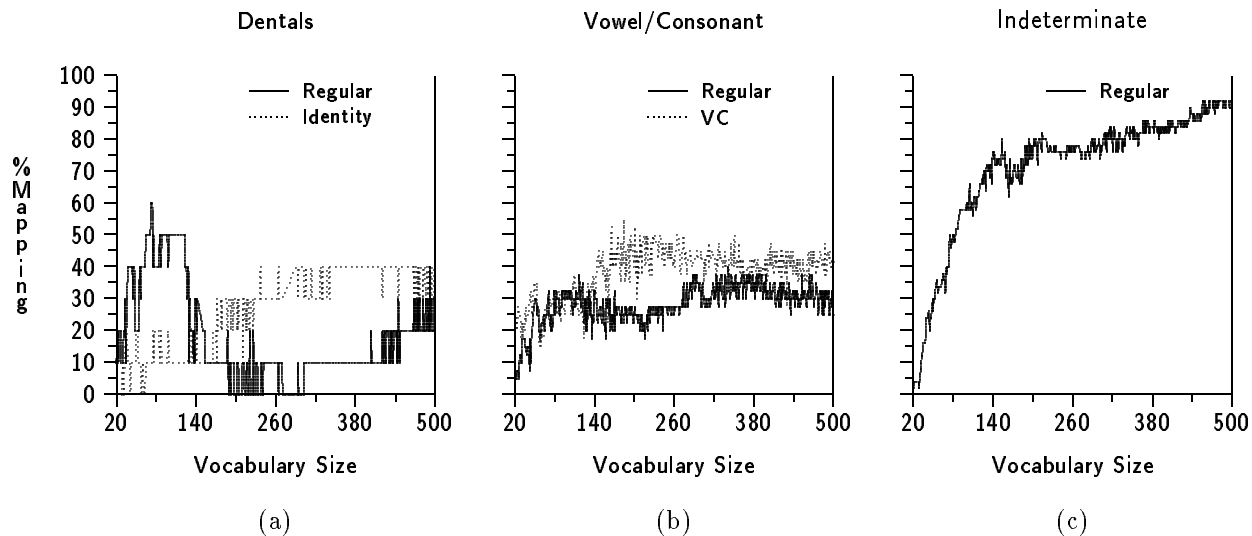 Dentals
Vowel/Consonant
Indeterminate
% Mapping
100
90
80
70
60
50
40
30
20
10
0
Regular
Identity
Regular
VC
Regular
20 140 260 380 500
20 140 260 380 500
20 140 260 380 500
Vocabulary Size
Vocabulary Size
Vocabulary Size
(a)
(b)
(c)